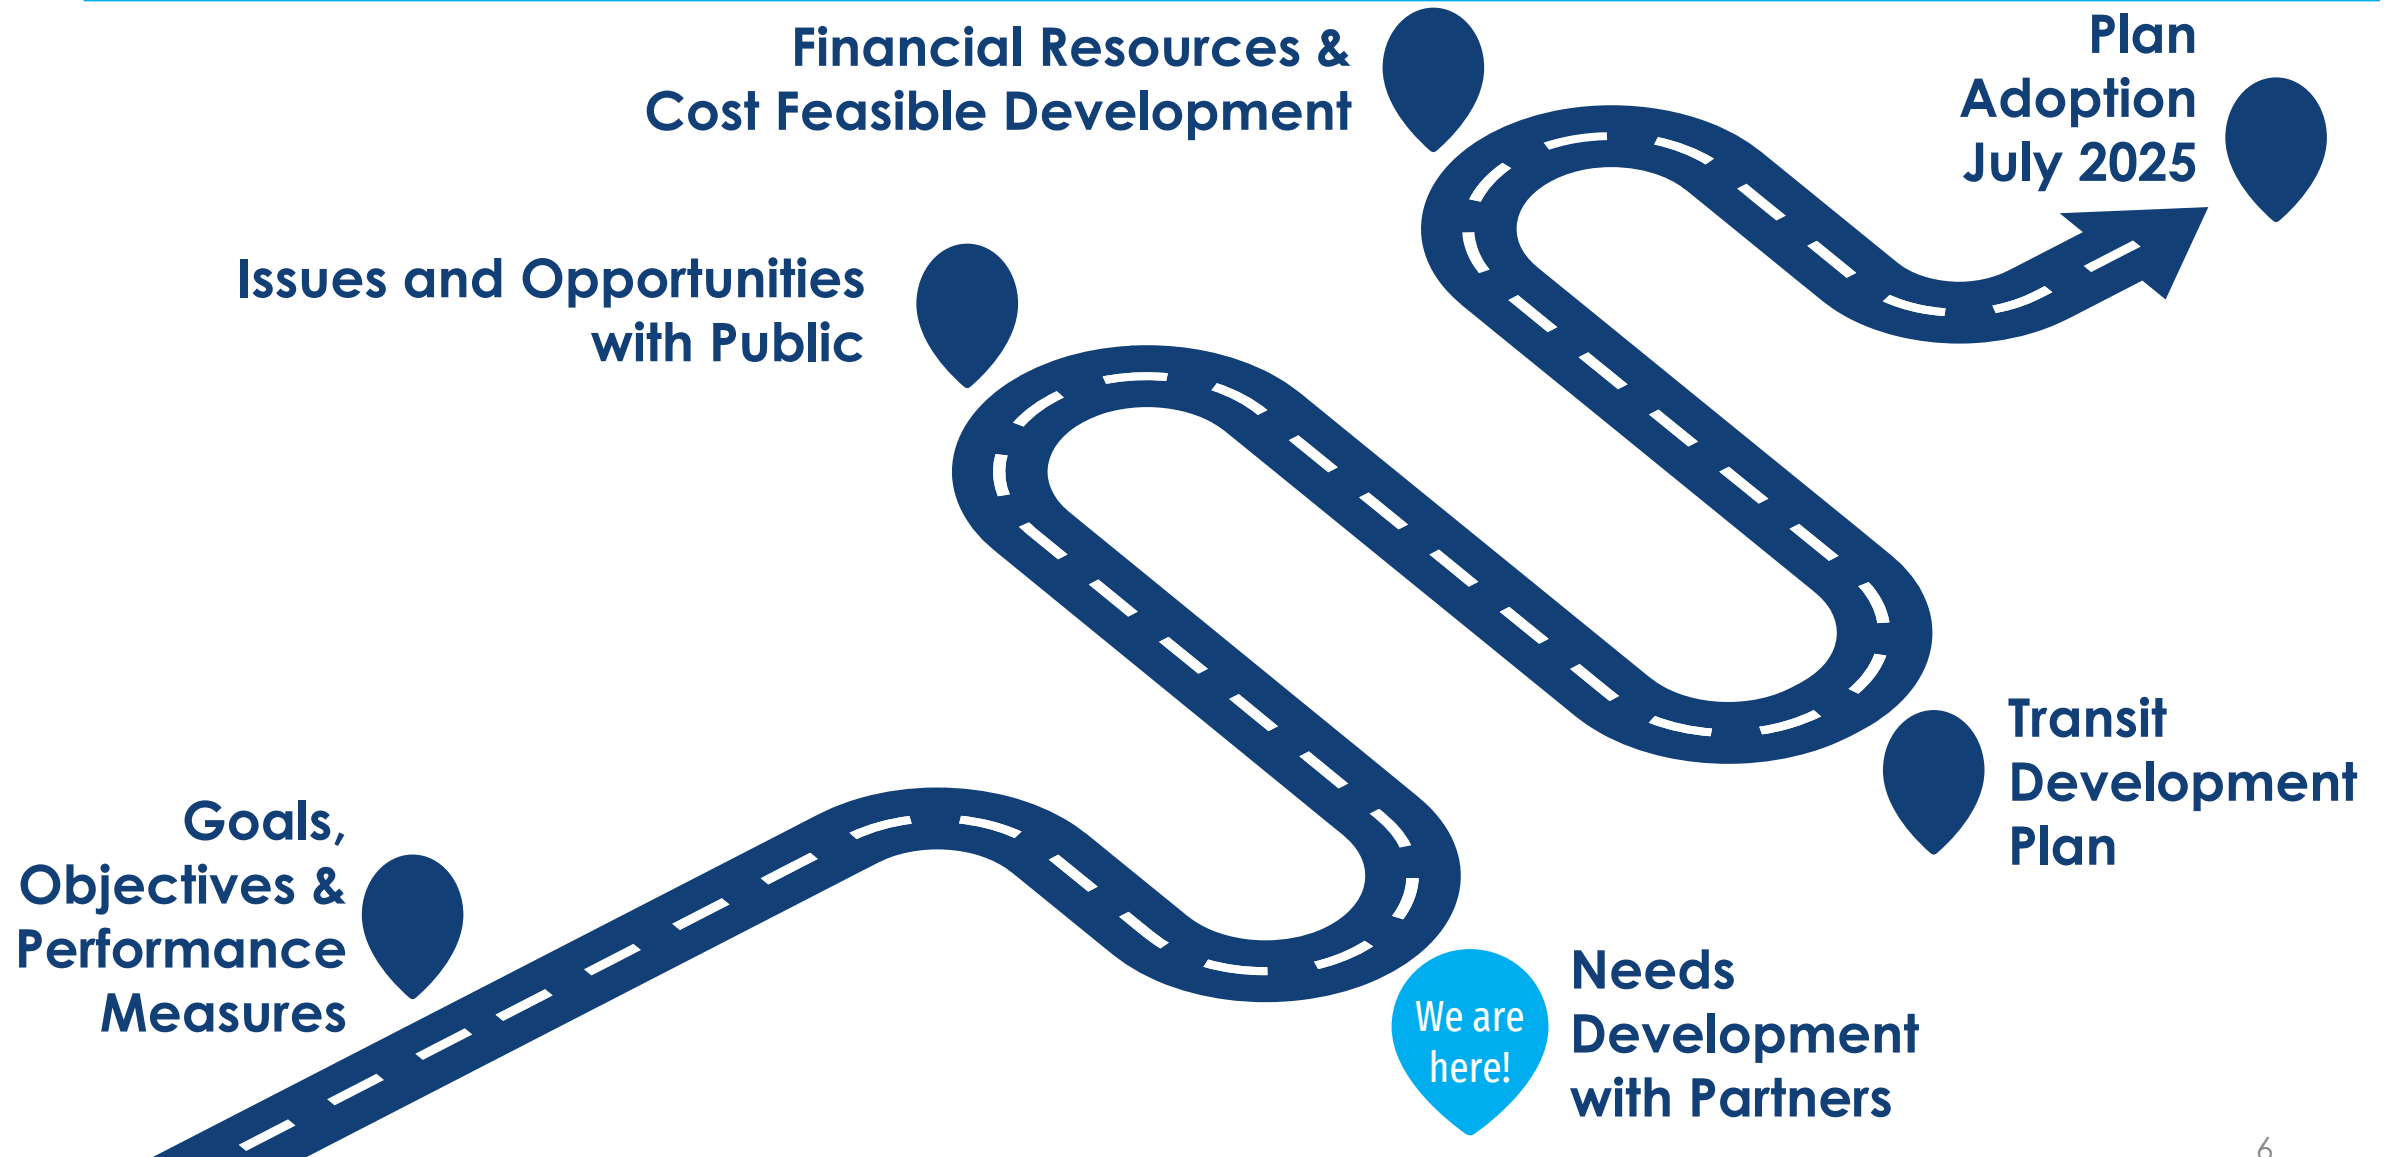 Financial Resources &
Cost Feasible Development
Plan
Adoption
July 2025
Issues and Opportunities
with Public
Transit
Development
Plan
Goals,
Objectives &
Performance
Measures
We are
here!
Needs
Development
with Partners
6